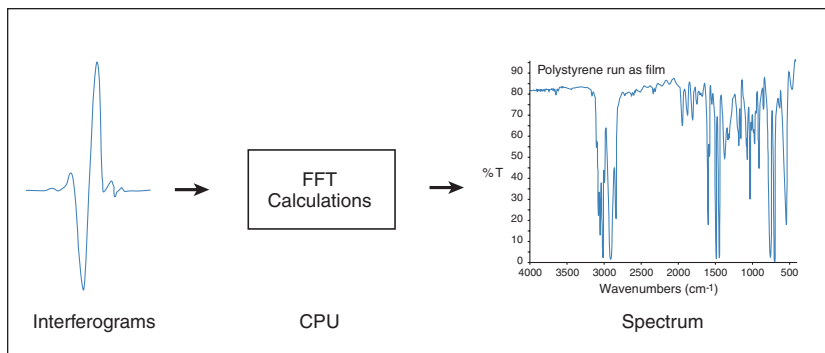 Polystyrene run as film
90
80
70
60
50
40
30
20
10
0
%T
4000 3500 3000 2500 2000 1500 1000 500
Wavenumbers (cm-1)
FFT
Calculations
Interferograms
CPU
Spectrum